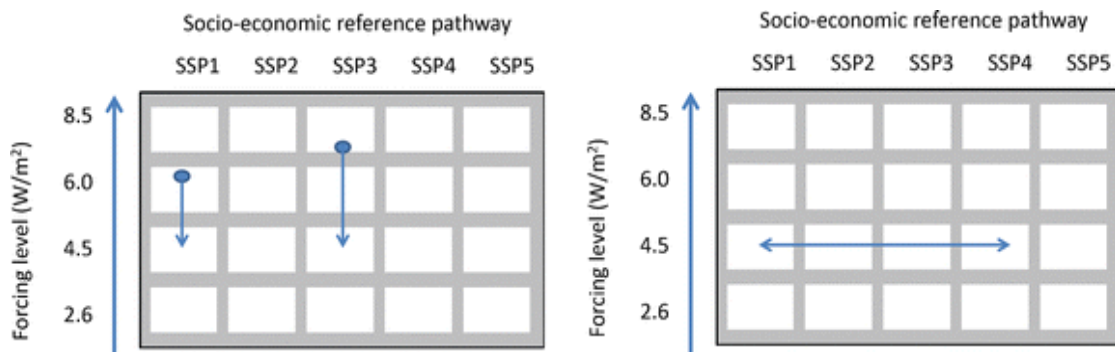 Socio-economic reference pathway
SSP1 SSP2 SSP3 SSP4 SSP5
8.5
6.0
4.5
2.6
Forcing level (W/m²)
Socio-economic reference pathway
SSP1 SSP2 SSP3 SSP4 SSP5
8.5
6.0
4.5
2.6
Forcing level (W/m²)